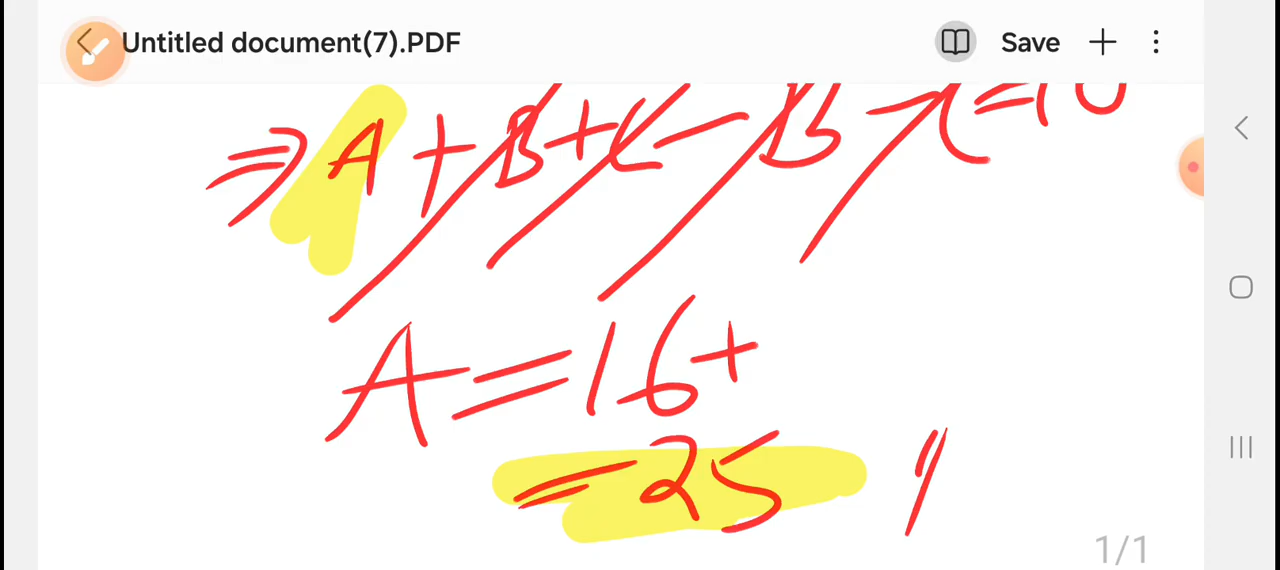 Untitled document(7).PDF Save
⇒ A + B + C - B - C = 16
A = 16 +
= 25 //
1/1